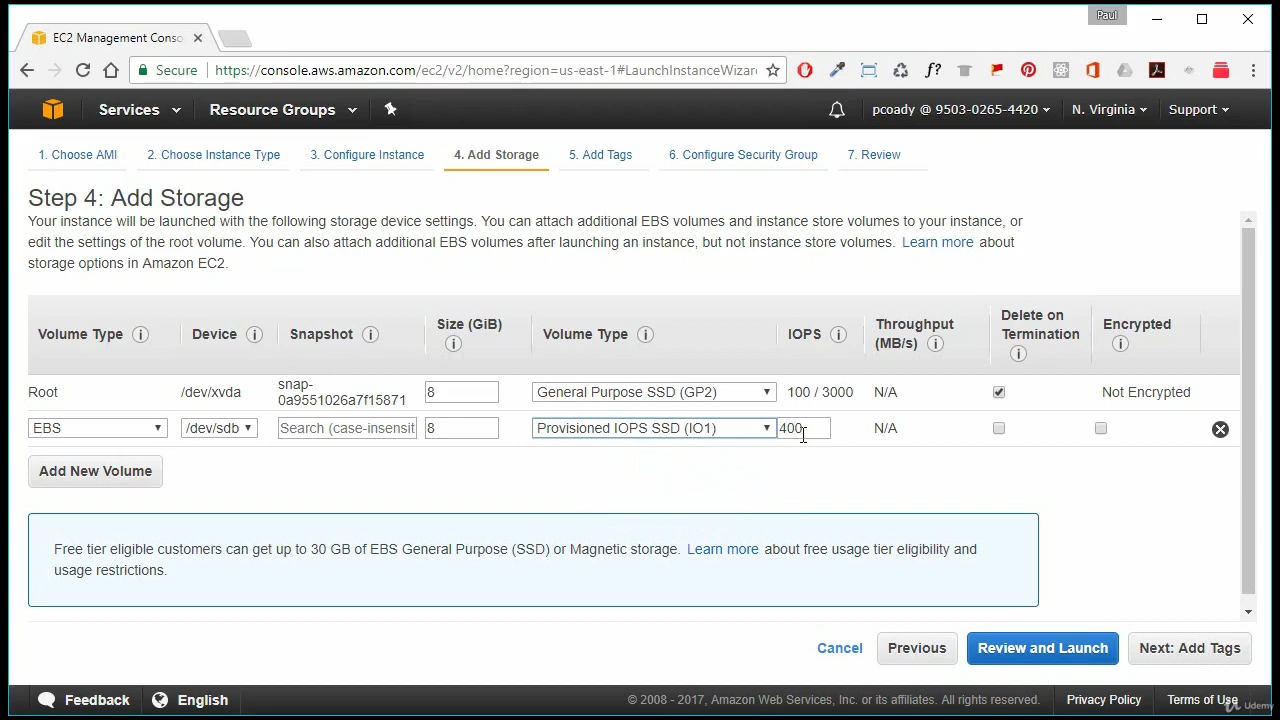 Paul
EC2 Management Conso
Secure https://console.aws.amazon.com/ec2/v2/home?region=us-east-1#LaunchInstanceWizar
f?
Services Resource Groups pcoady @ 9503-0265-4420 N. Virginia Support
1. Choose AMI 2. Choose Instance Type 3. Configure Instance 4. Add Storage 5. Add Tags 6. Configure Security Group 7. Review
Step 4: Add Storage
Your instance will be launched with the following storage device settings. You can attach additional EBS volumes and instance store volumes to your instance, or
edit the settings of the root volume. You can also attach additional EBS volumes after launching an instance, but not instance store volumes. Learn more about
storage options in Amazon EC2.
Volume Type Device Snapshot Size (GiB) Volume Type IOPS Throughput (MB/s) Delete on Termination Encrypted
Root /dev/xvda snap-0a9551026a7f15871 8 General Purpose SSD (GP2) 100 / 3000 N/A Not Encrypted
EBS /dev/sdb Search (case-insensit 8 Provisioned IOPS SSD (IO1) 400 N/A
Add New Volume
Free tier eligible customers can get up to 30 GB of EBS General Purpose (SSD) or Magnetic storage. Learn more about free usage tier eligibility and
usage restrictions.
Cancel Previous Review and Launch Next: Add Tags
Feedback English © 2008 - 2017, Amazon Web Services, Inc. or its affiliates. All rights reserved. Privacy Policy Terms of Use
Udemy